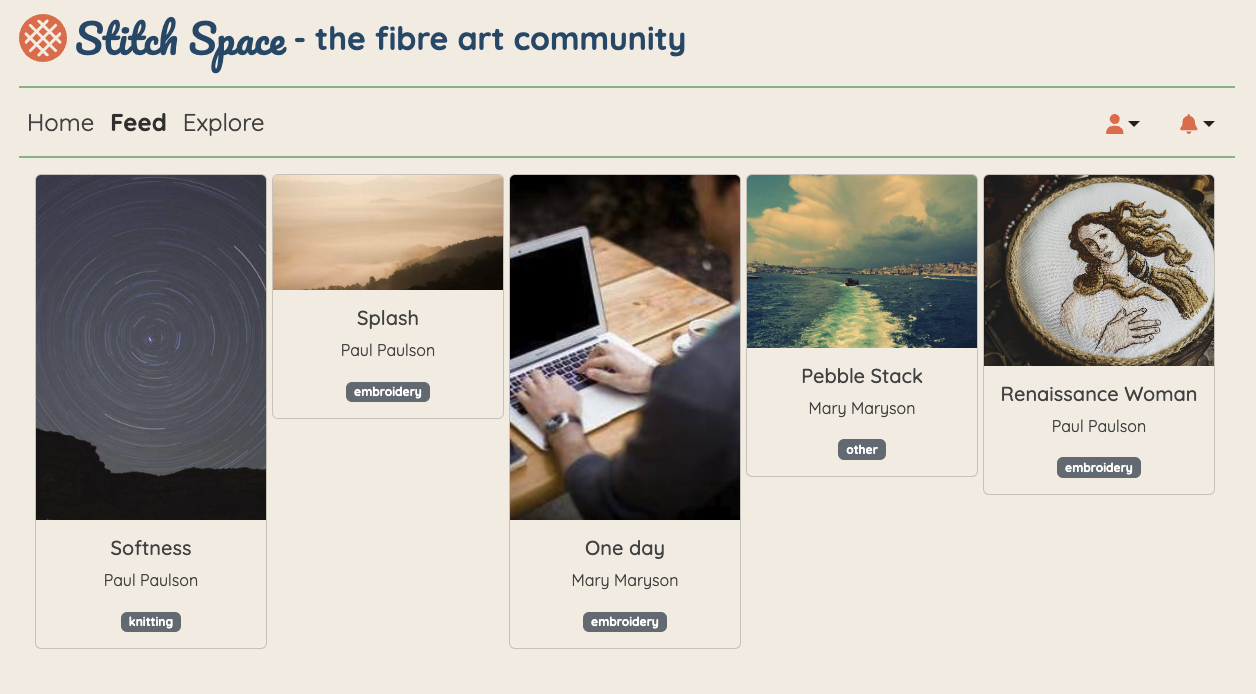 Stitch Space - the fibre art community
Home Feed Explore
Softness
Paul Paulson
knitting
Splash
Paul Paulson
embroidery
One day
Mary Maryson
embroidery
Pebble Stack
Mary Maryson
other
Renaissance Woman
Paul Paulson
embroidery